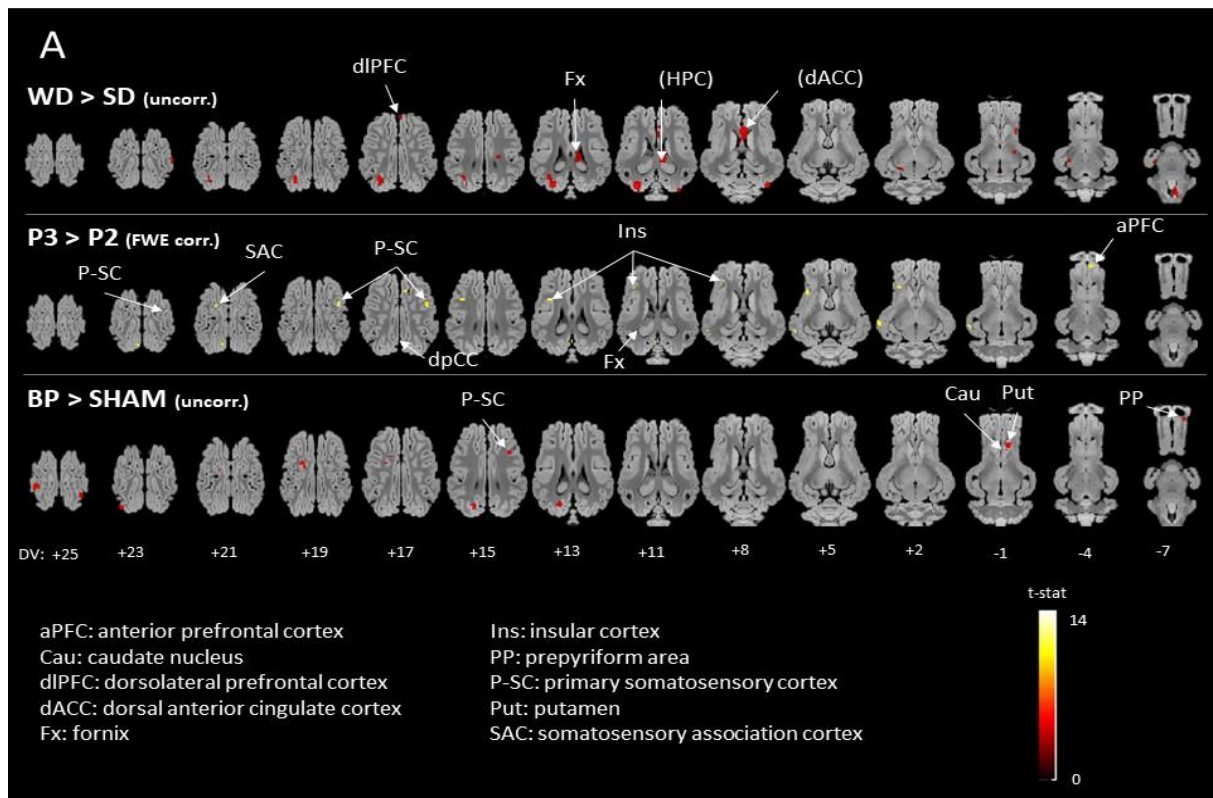 A
dlPFC
Fx
(HPC)
(dACC)
WD > SD (uncorr.)
P3 > P2 (FWE corr.)
P-SC
SAC
P-SC
Ins
aPFC
dpCC
Fx
BP > SHAM (uncorr.)
P-SC
Cau
Put
PP
DV: +25 +23 +21 +19 +17 +15 +13 +11 +8 +5 +2 -1 -4 -7
t-stat
14
0
aPFC: anterior prefrontal cortex
Cau: caudate nucleus
dlPFC: dorsolateral prefrontal cortex
dACC: dorsal anterior cingulate cortex
Fx: fornix
Ins: insular cortex
PP: prepyriform area
P-SC: primary somatosensory cortex
Put: putamen
SAC: somatosensory association cortex